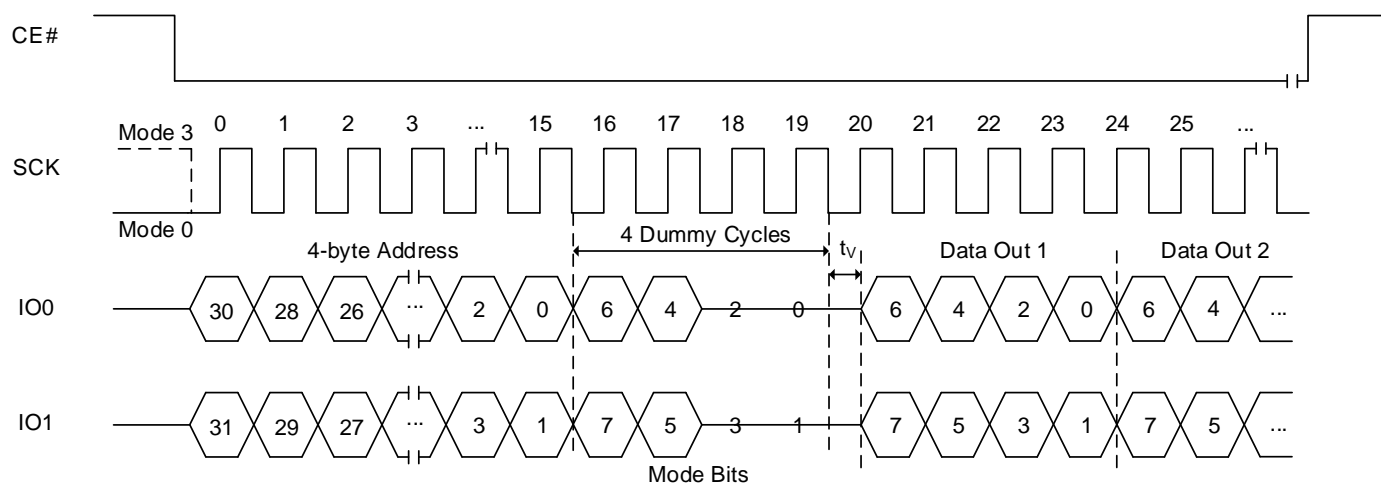 CE#
Mode 3 0 1 2 3 ... 15 16 17 18 19 20 21 22 23 24 25 ...
SCK
Mode 0
4-byte Address 4 Dummy Cycles tV Data Out 1 Data Out 2
IO0 30 28 26 ... 2 0 6 4 2 0 6 4 2 0 6 4 ...
IO1 31 29 27 ... 3 1 7 5 3 1 7 5 3 1 7 5 ...
Mode Bits